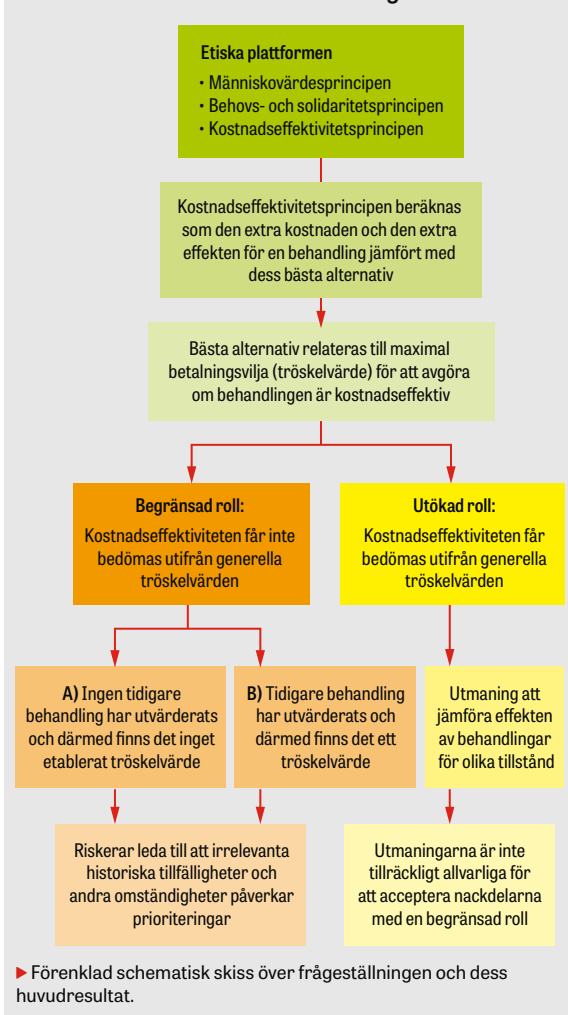 Etiska plattformen
• Människovärdesprincipen
• Behovs- och solidaritetsprincipen
• Kostnadseffektivitetsprincipen
Kostnadseffektivitetsprincipen beräknas
som den extra kostnaden och den extra
effekten för en behandling jämfört med
dess bästa alternativ
Bästa alternativ relateras till maximal
betalningsvilja (tröskelvärde) för att avgöra
om behandlingen är kostnadseffektiv
Begränsad roll:
Kostnadseffektiviteten får inte
bedömas utifrån generella
tröskelvärden
Utökad roll:
Kostnadseffektiviteten får
bedömas utifrån generella
tröskelvärden
A) Ingen tidigare
behandling har utvärderats
och därmed finns det inget
etablerat tröskelvärde
B) Tidigare behandling
har utvärderats och
därmed finns det ett
tröskelvärde
Utmaning att
jämföra effekten
av behandlingar
för olika tillstånd
Riskerar leda till att irrelevanta
historiska tillfälligheter och
andra omständigheter påverkar
prioriteringar
Utmaningarna är inte
tillräckligt allvarliga för
att acceptera nackdelarna
med en begränsad roll
▶ Förenklad schematisk skiss över frågeställningen och dess
huvudresultat.